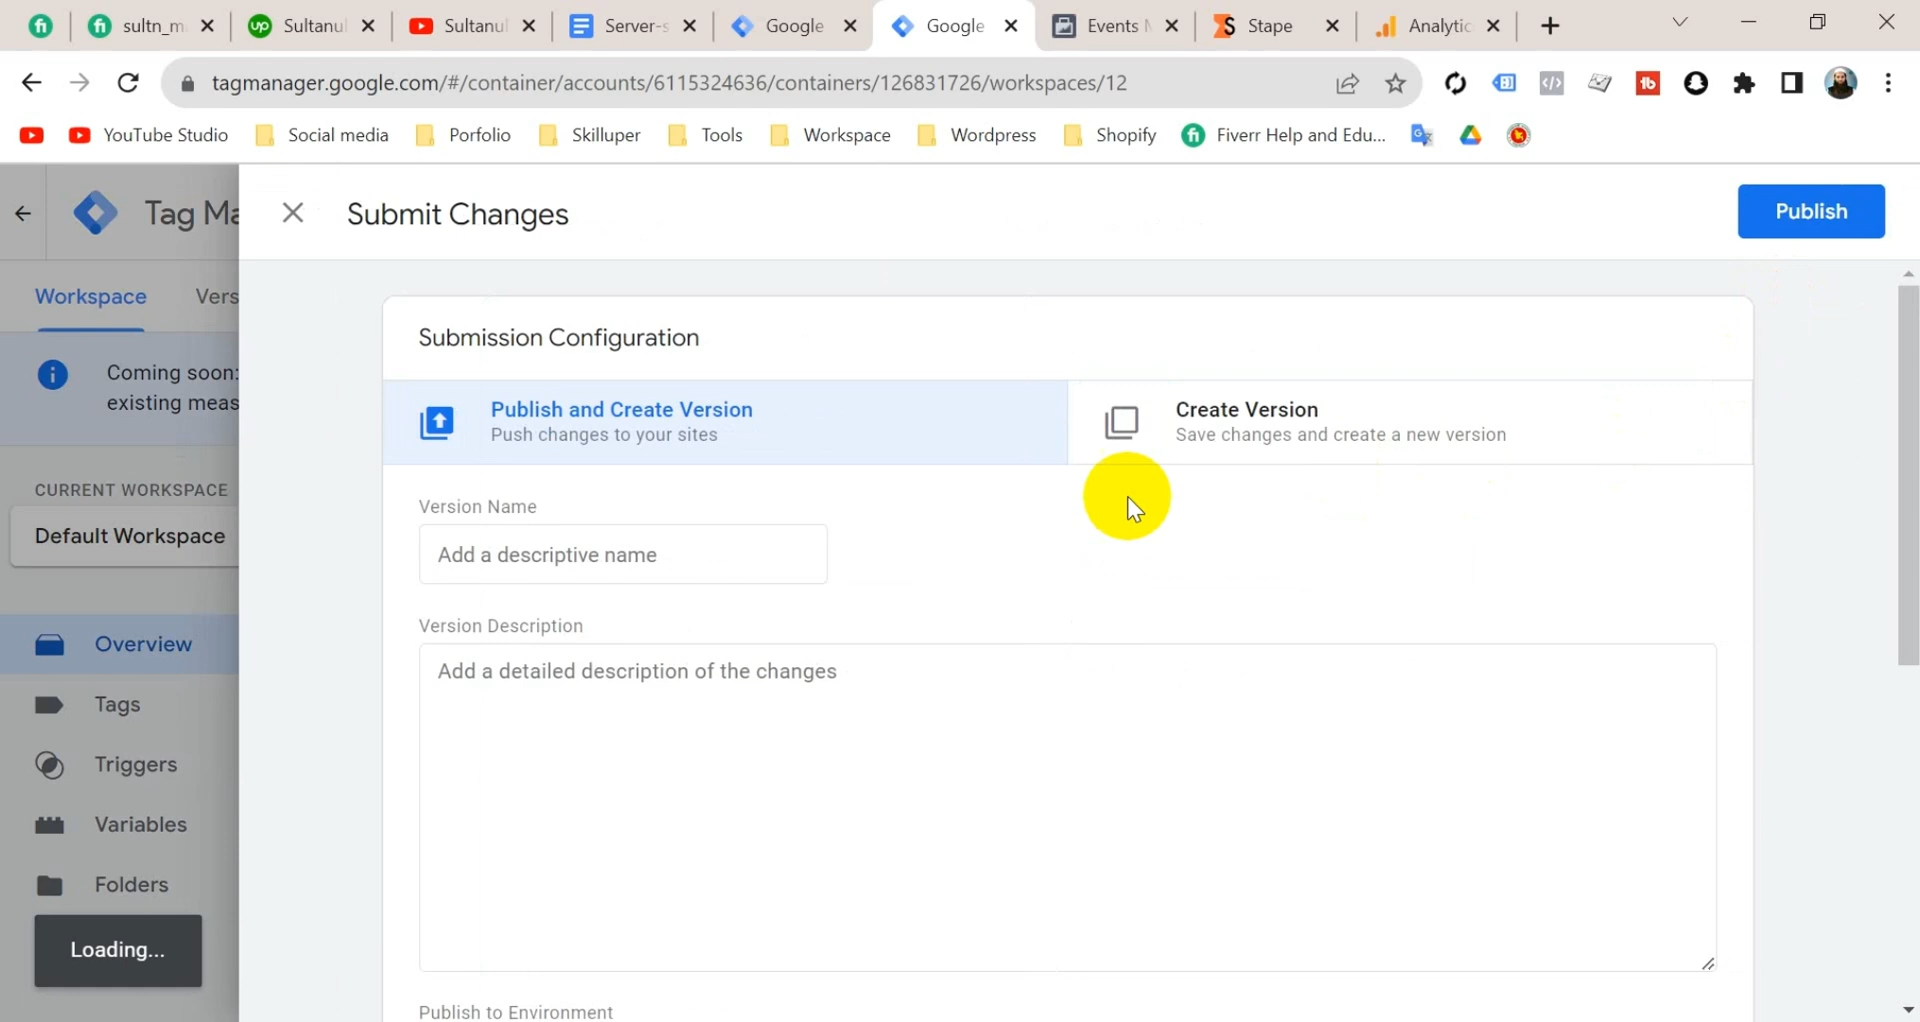 sultn_m
Sultanul
Sultanul
Server-s
Google
Google
Events M
Stape
Analytic
tagmanager.google.com/#/container/accounts/6115324636/containers/126831726/workspaces/12
YouTube Studio
Social media
Porfolio
Skilluper
Tools
Workspace
Wordpress
Shopify
Fiverr Help and Edu...
Tag Ma
Submit Changes
Publish
Workspace
Vers
Coming soon:
existing meas
CURRENT WORKSPACE
Default Workspace
Overview
Tags
Triggers
Variables
Folders
Loading...
Submission Configuration
Publish and Create Version
Push changes to your sites
Create Version
Save changes and create a new version
Version Name
Add a descriptive name
Version Description
Add a detailed description of the changes
Publish to Environment